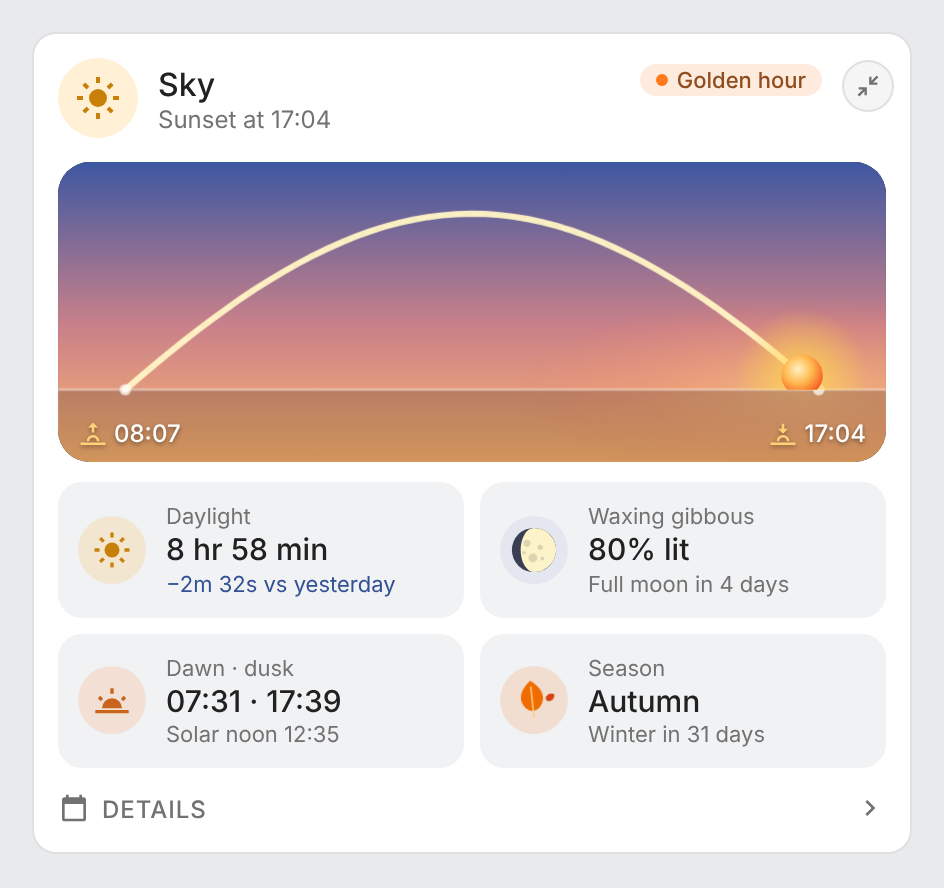 Sky
Sunset at 17:04
Golden hour
08:07
17:04
Daylight
8 hr 58 min
−2m 32s vs yesterday
Waxing gibbous
80% lit
Full moon in 4 days
Dawn · dusk
07:31 · 17:39
Solar noon 12:35
Season
Autumn
Winter in 31 days
DETAILS